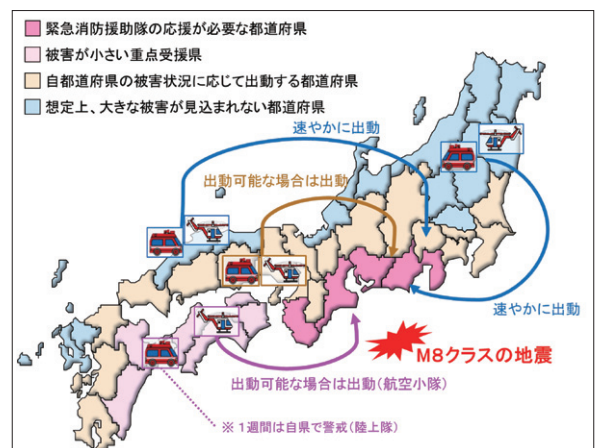 緊急消防援助隊の応援が必要な都道府県
被害が小さい重点受援県
自都道府県の被害状況に応じて出動する都道府県
想定上、大きな被害が見込まれない都道府県
速やかに出動
出動可能な場合は出動
速やかに出動
M8クラスの地震
出動可能な場合は出動(航空小隊)
※1週間は自県で警戒(陸上隊)